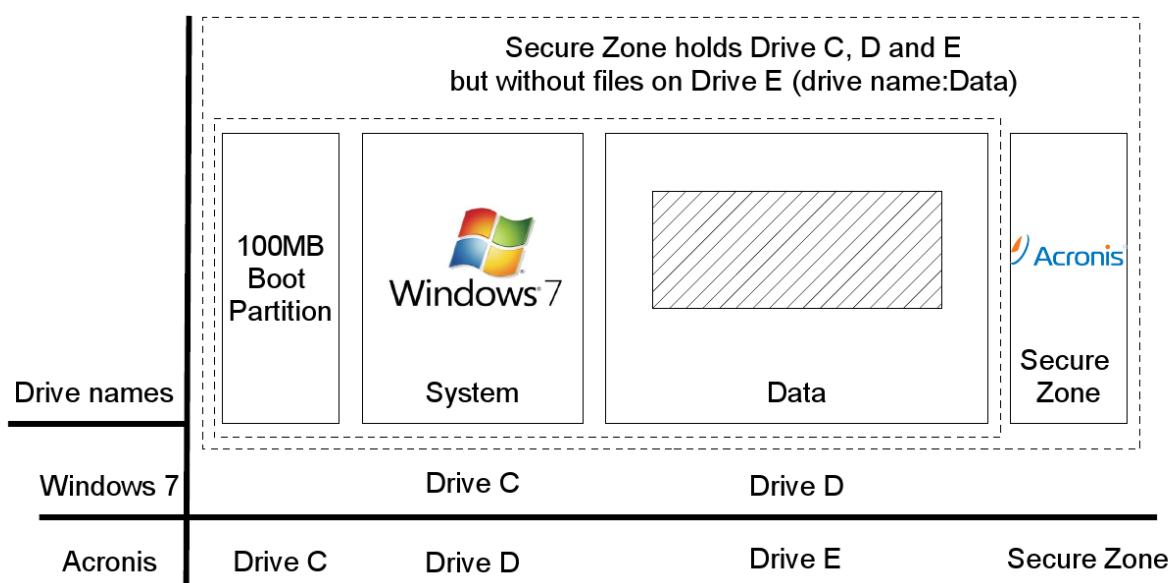 Secure Zone holds Drive C, D and E
but without files on Drive E (drive name:Data)
100MB
Boot
Partition
Windows 7
System
Data
Acronis
Secure
Zone
Drive names
Windows 7
Drive C
Drive D
Acronis
Drive C
Drive D
Drive E
Secure Zone